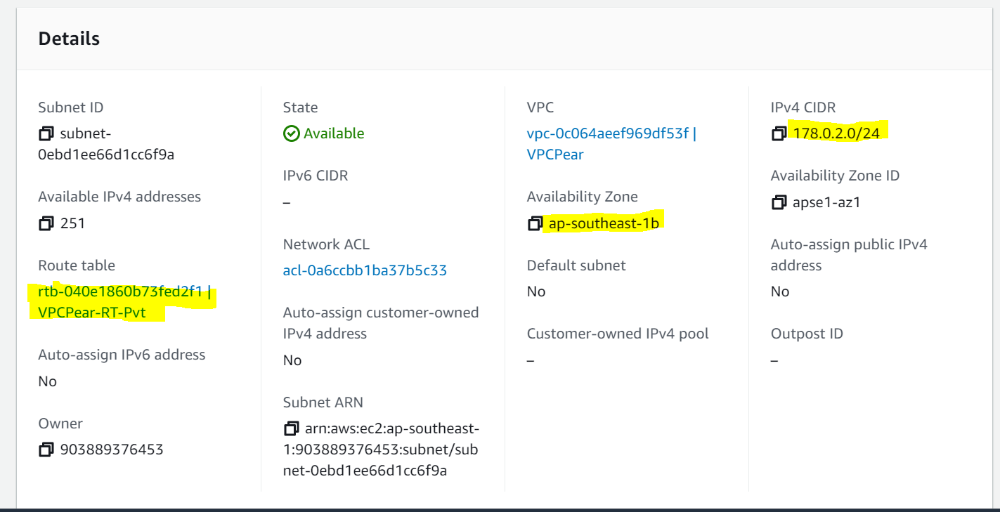 Details
Subnet ID
subnet-
0ebd1ee66d1cc6f9a
Available IPv4 addresses
251
Route table
rtb-040e1860b73fed2f1 |
VPCPear-RT-Pvt
Auto-assign IPv6 address
No
Owner
903889376453
State
Available
IPv6 CIDR
–
Network ACL
acl-0a6ccbb1ba37b5c33
Auto-assign customer-owned
IPv4 address
No
Subnet ARN
arn:aws:ec2:ap-southeast-
1:903889376453:subnet/sub
net-0ebd1ee66d1cc6f9a
VPC
vpc-0c064aeef969df53f |
VPCPear
Availability Zone
ap-southeast-1b
Default subnet
No
Customer-owned IPv4 pool
–
IPv4 CIDR
178.0.2.0/24
Availability Zone ID
apse1-az1
Auto-assign public IPv4
address
No
Outpost ID
–